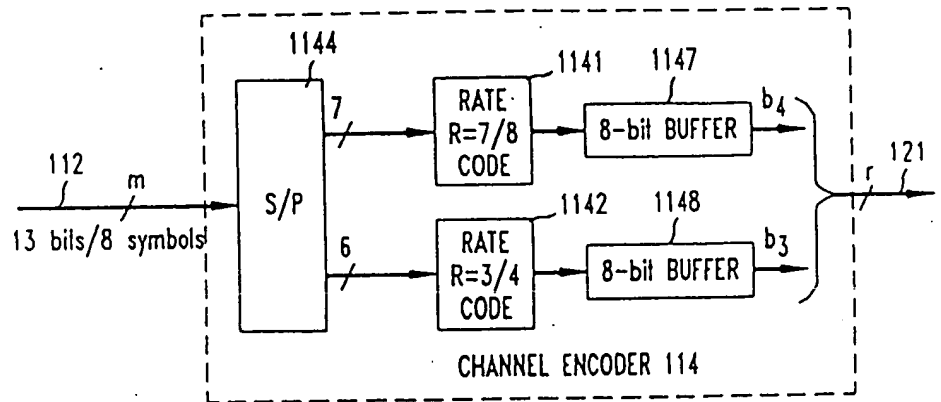 1144
1141
1147
7
RATE
R=7/8
CODE
8-bit BUFFER
b4
112
m
S/P
13 bits/8 symbols
r
121
1142
1148
6
RATE
R=3/4
CODE
8-bit BUFFER
b3
CHANNEL ENCODER 114